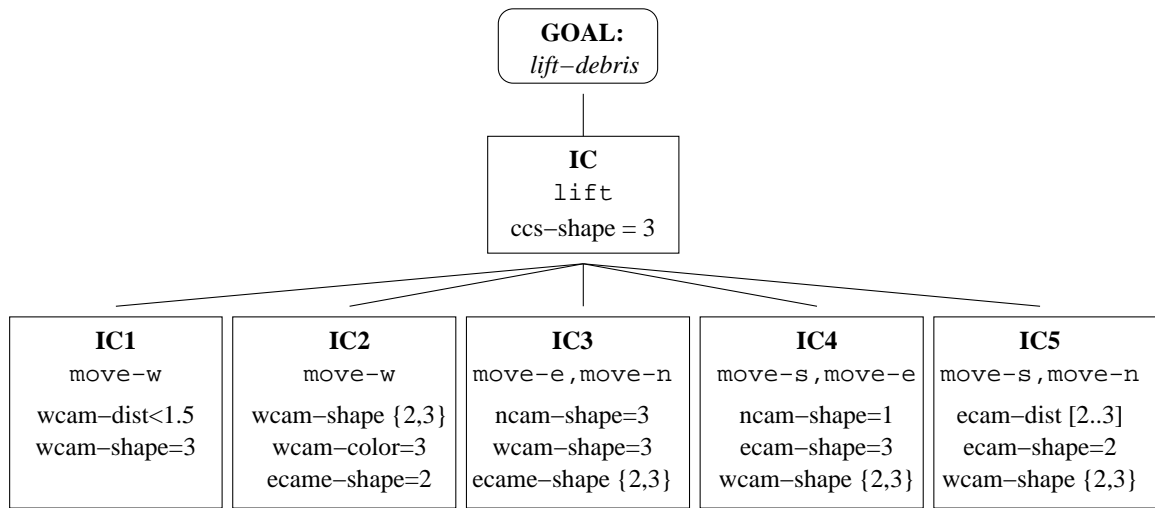 GOAL:
lift−debris
IC
lift
ccs−shape = 3
IC1
move-w
wcam−dist<1.5
wcam−shape=3
IC2
move-w
wcam−shape {2,3}
wcam−color=3
ecame−shape=2
IC3
move-e,move-n
ncam−shape=3
wcam−shape=3
ecame−shape {2,3}
IC4
move-s,move-e
ncam−shape=1
ecam−shape=3
wcam−shape {2,3}
IC5
move-s,move-n
ecam−dist [2..3]
ecam−shape=2
wcam−shape {2,3}